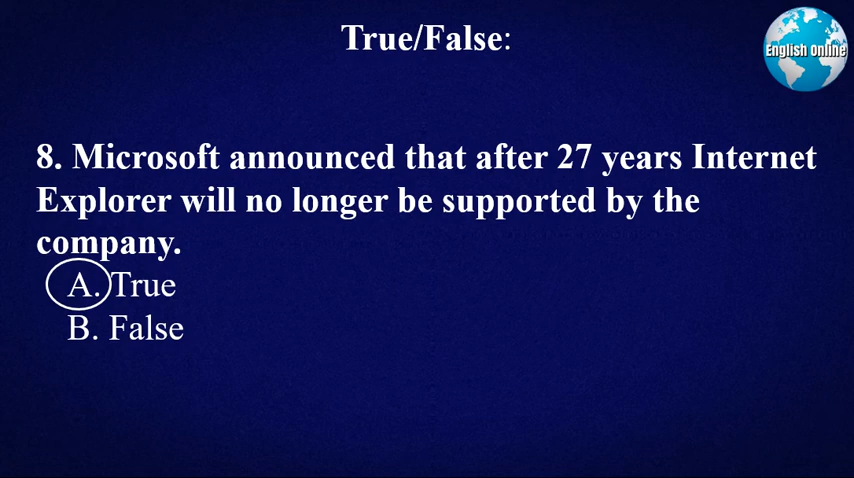 True/False:
English Online
8. Microsoft announced that after 27 years Internet
Explorer will no longer be supported by the
company.
A. True
B. False